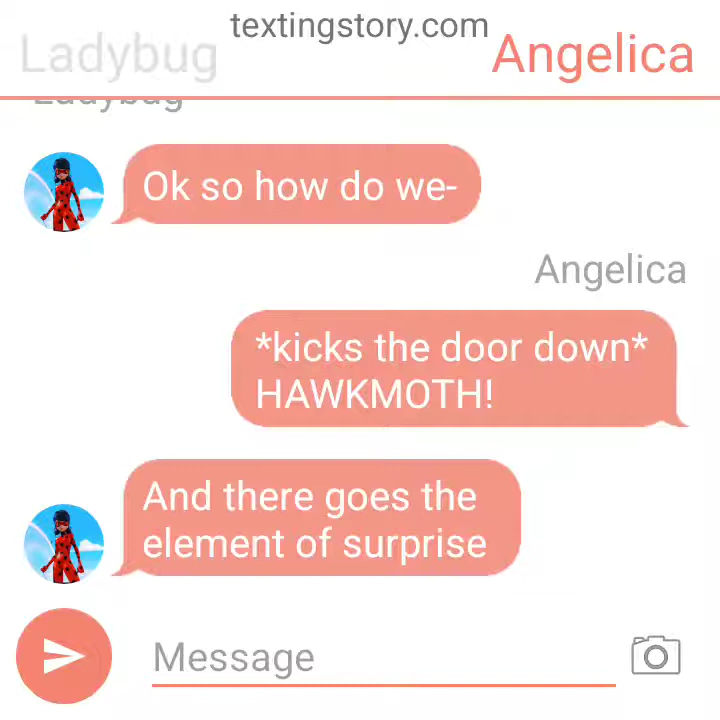 textingstory.com
Ladybug
Angelica
Ladybug
Ok so how do we-
Angelica
*kicks the door down*
HAWKMOTH!
And there goes the
element of surprise
Message